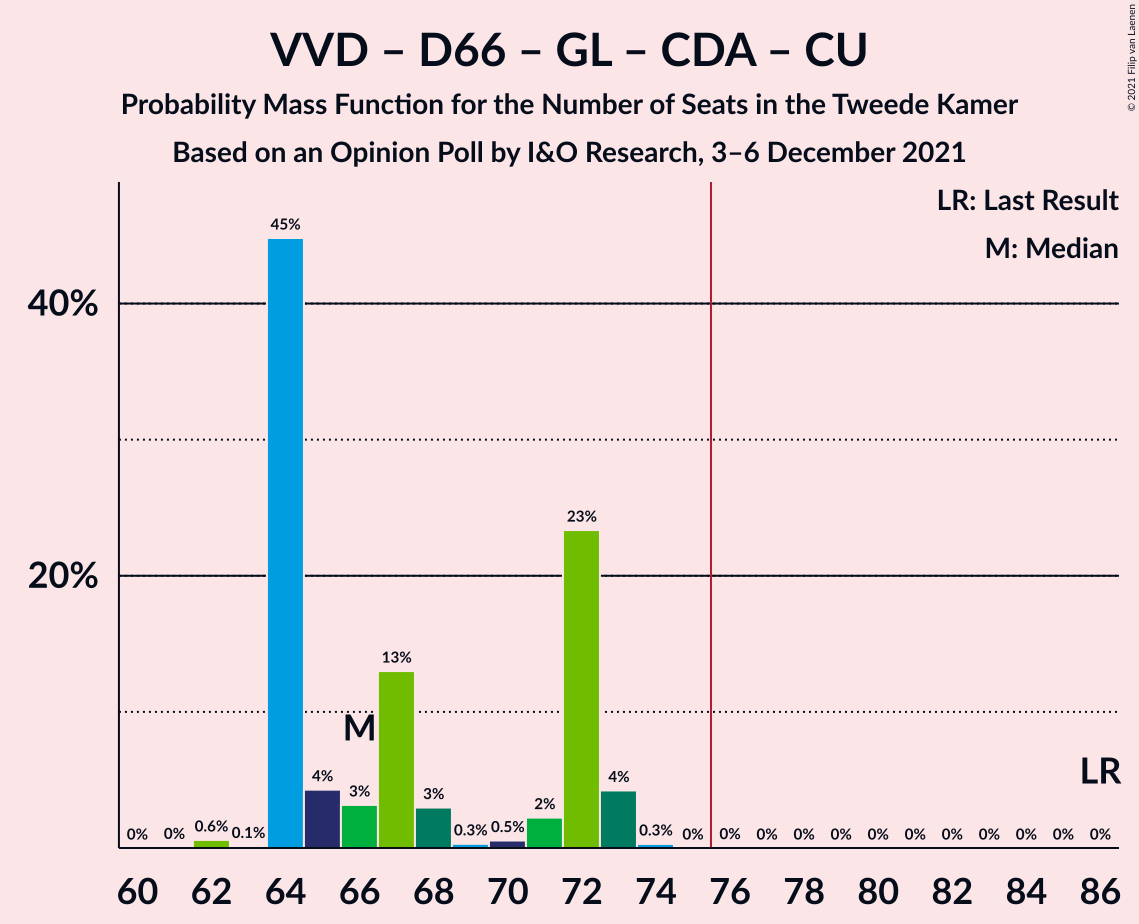 VVD – D66 – GL – CDA – CU
Probability Mass Function for the Number of Seats in the Tweede Kamer
Based on an Opinion Poll by I&O Research, 3–6 December 2021
© 2021 Filip van Laenen
LR: Last Result
M: Median
40%
20%
45%
23%
13%
M
LR
0% 0% 0.6% 0.1% 4% 3% 3% 0.3% 0.5% 2% 4% 0.3% 0% 0% 0% 0% 0% 0% 0% 0% 0% 0% 0% 0%
60 62 64 66 68 70 72 74 76 78 80 82 84 86